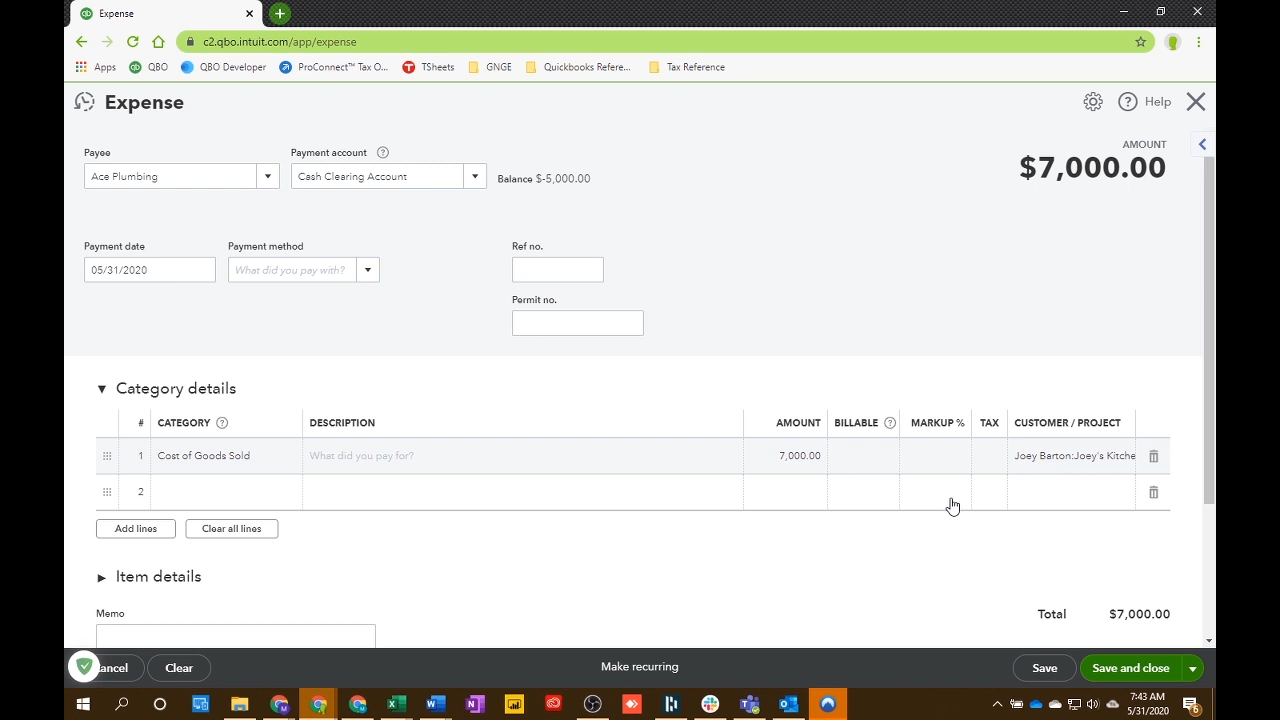 Expense
c2.qbo.intuit.com/app/expense
Apps QBO QBO Developer ProConnect™ Tax O... TSheets GNGE Quickbooks Refere... Tax Reference
Expense Help
Payee Payment account AMOUNT
Ace Plumbing Cash Clearing Account Balance $-5,000.00 $7,000.00
Payment date Payment method Ref no.
05/31/2020 What did you pay with?
Permit no.
Category details
# CATEGORY DESCRIPTION AMOUNT BILLABLE MARKUP % TAX CUSTOMER / PROJECT
1 Cost of Goods Sold What did you pay for? 7,000.00 Joey Barton:Joey's Kitche
2
Add lines Clear all lines
Item details
Memo Total $7,000.00
ancel Clear Make recurring Save Save and close
7:43 AM
5/31/2020
6